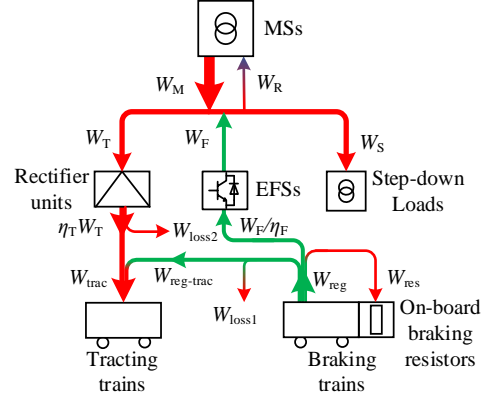 MSs
W_M
W_R
W_T
W_F
W_S
Rectifier
units
EFSs
Step-down
Loads
η_T W_T
W_loss2
W_F/η_F
W_trac
W_reg-trac
W_loss1
W_reg
W_res
On-board
braking
resistors
Tracting
trains
Braking
trains